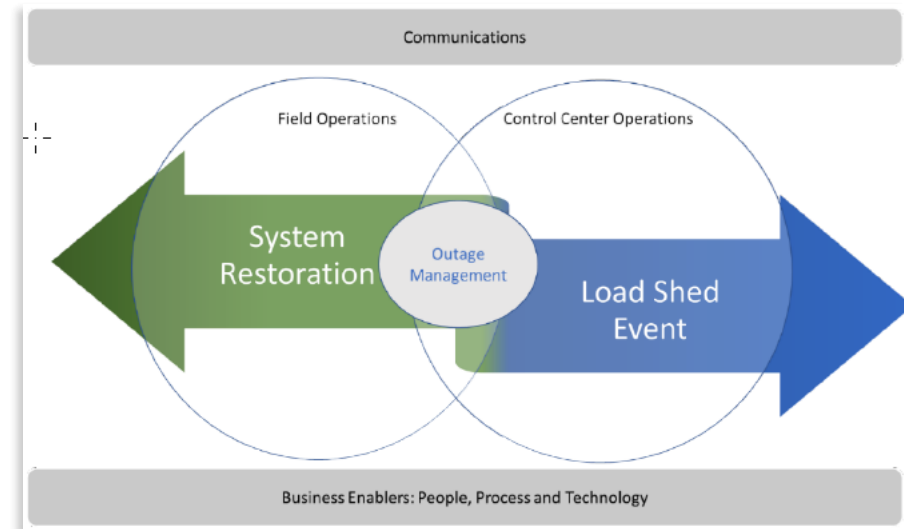 Communications
Field Operations
Control Center Operations
System
Restoration
Outage
Management
Load Shed
Event
Business Enablers: People, Process and Technology